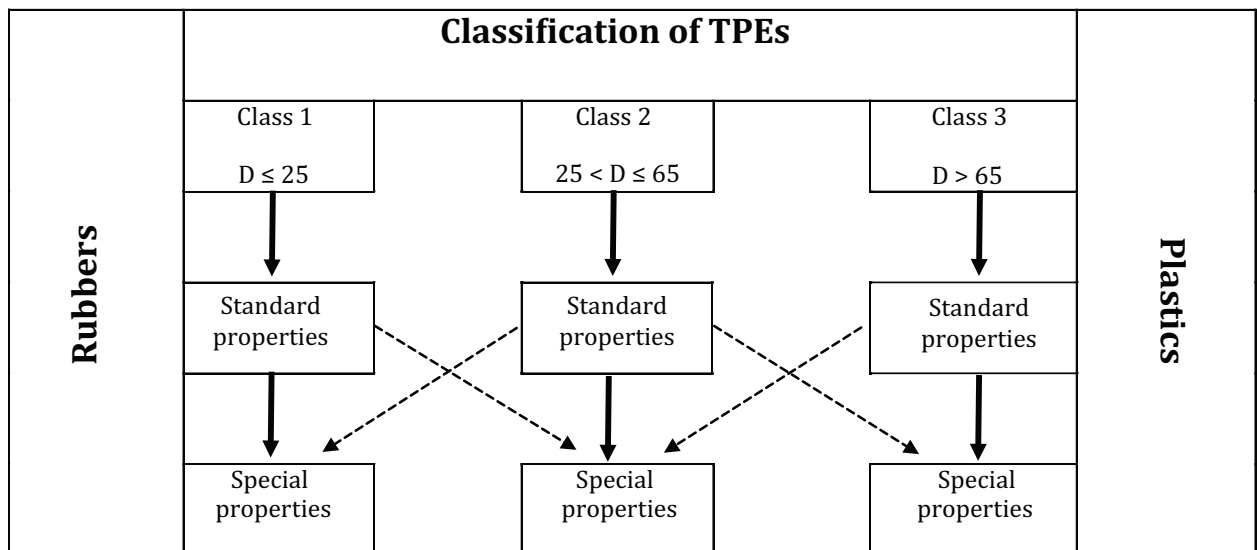 Classification of TPEs
Rubbers
Plastics
Class 1
D ≤ 25
Class 2
25 < D ≤ 65
Class 3
D > 65
Standard
properties
Standard
properties
Standard
properties
Special
properties
Special
properties
Special
properties